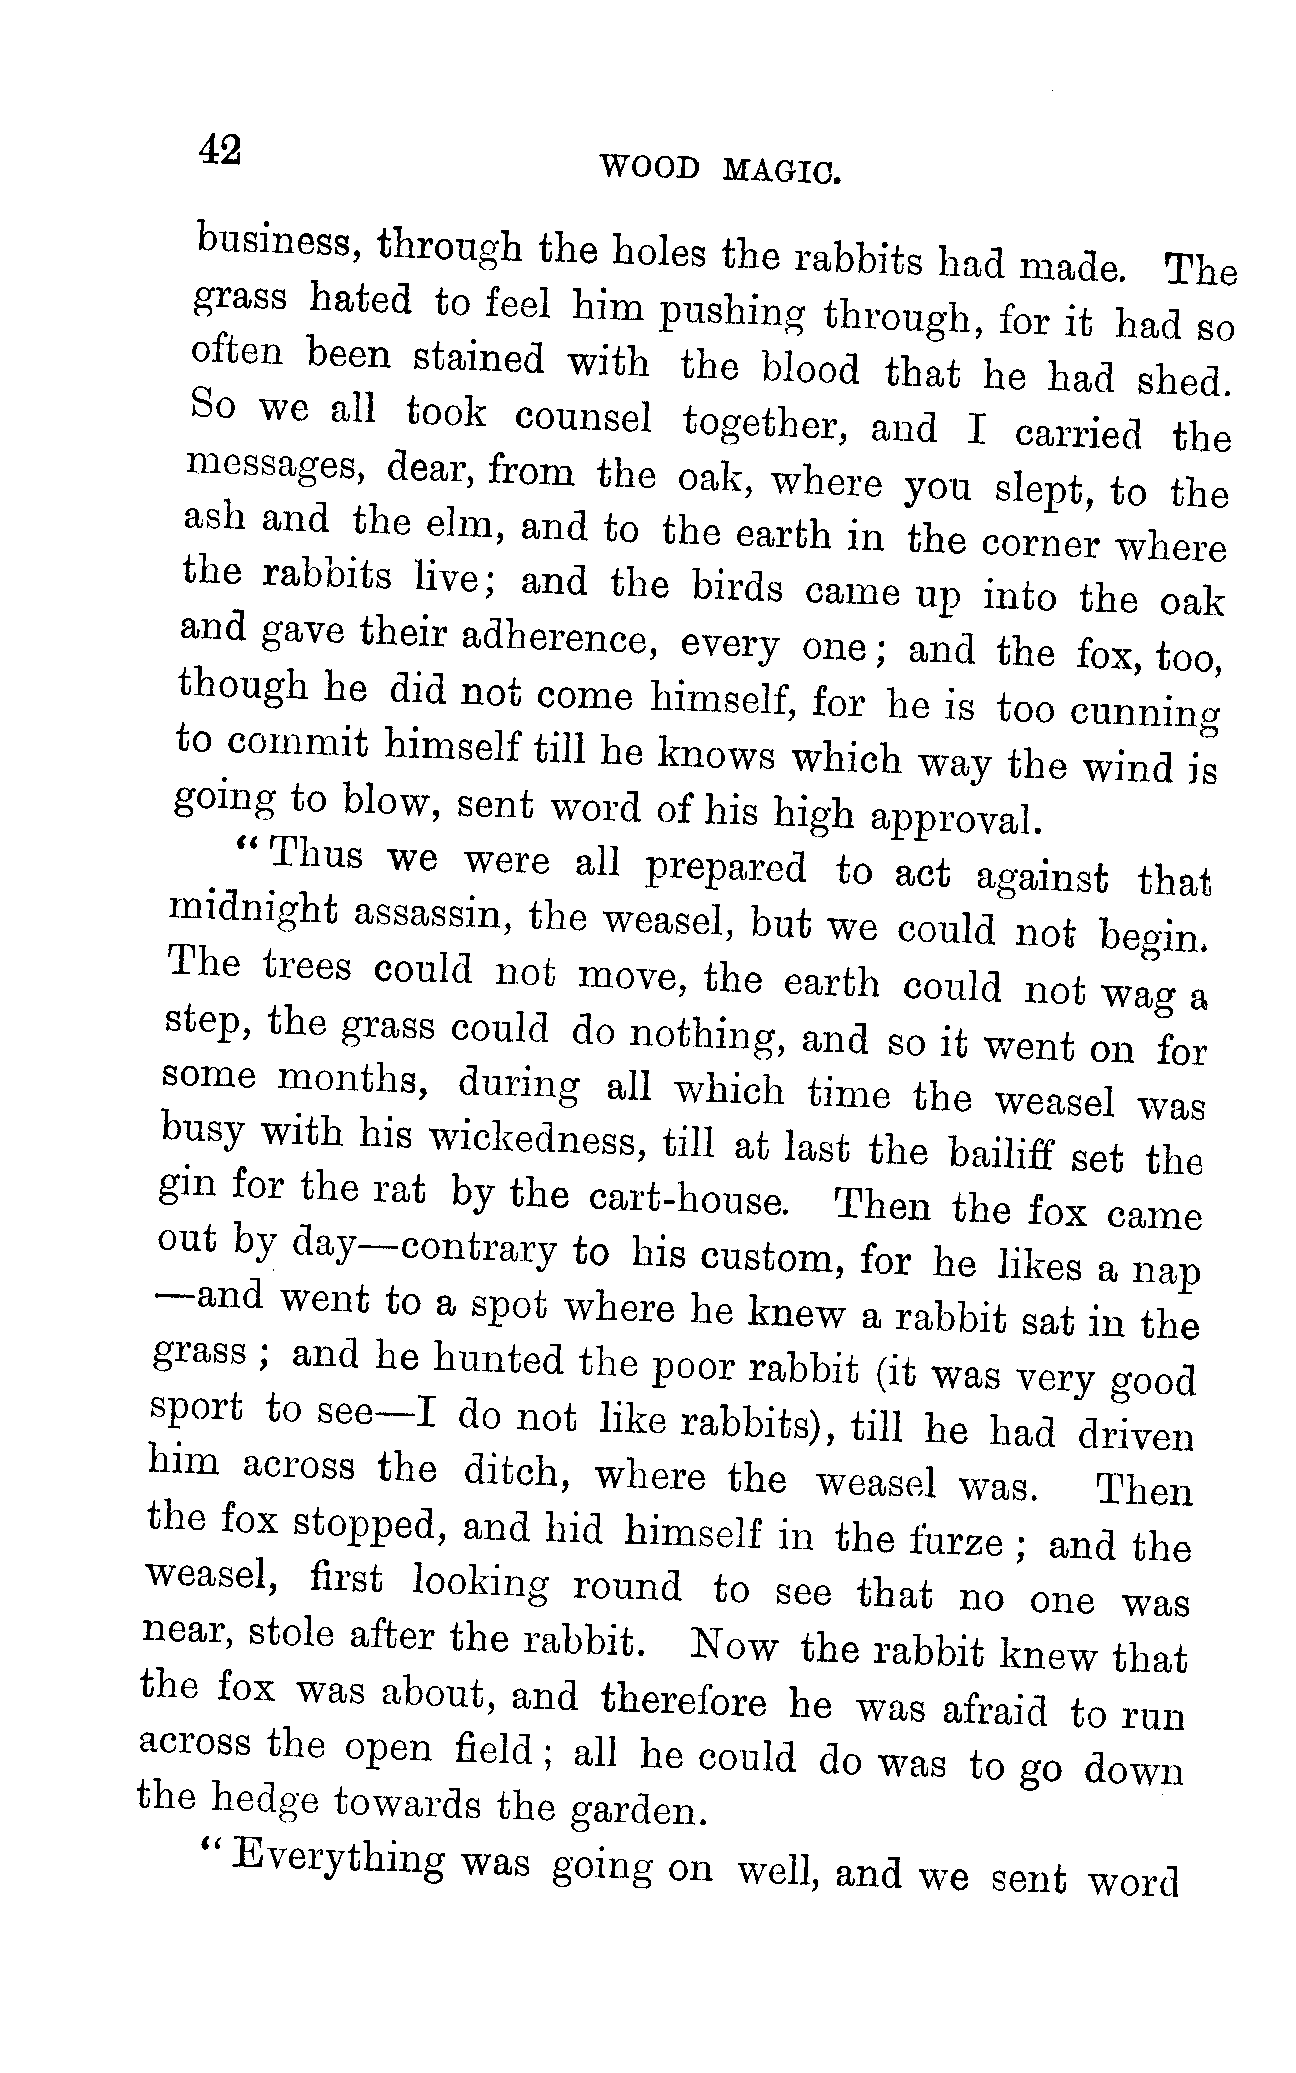 42
WOOD MAGIC.
business, through the holes the rabbits had made. The
grass hated to feel him pushing through, for it had so
often been stained with the blood that he had shed.
So we all took counsel together, and I carried the
messages, dear, from the oak, where you slept, to the
ash and the elm, and to the earth in the corner where
the rabbits live; and the birds came up into the oak
and gave their adherence, every one; and the fox, too,
though he did not come himself, for he is too cunning
to commit himself till he knows which way the wind is
going to blow, sent word of his high approval.
"Thus we were all prepared to act against that
midnight assassin, the weasel, but we could not begin.
The trees could not move, the earth could not wag a
step, the grass could do nothing, and so it went on for
some months, during all which time the weasel was
busy with his wickedness, till at last the bailiff set the
gin for the rat by the cart-house. Then the fox came
out by day—contrary to his custom, for he likes a nap
—and went to a spot where he knew a rabbit sat in the
grass; and he hunted the poor rabbit (it was very good
sport to see—I do not like rabbits), till he had driven
him across the ditch, where the weasel was. Then
the fox stopped, and hid himself in the furze; and the
weasel, first looking round to see that no one was
near, stole after the rabbit. Now the rabbit knew that
the fox was about, and therefore he was afraid to run
across the open field; all he could do was to go down
the hedge towards the garden.
"Everything was going on well, and we sent word